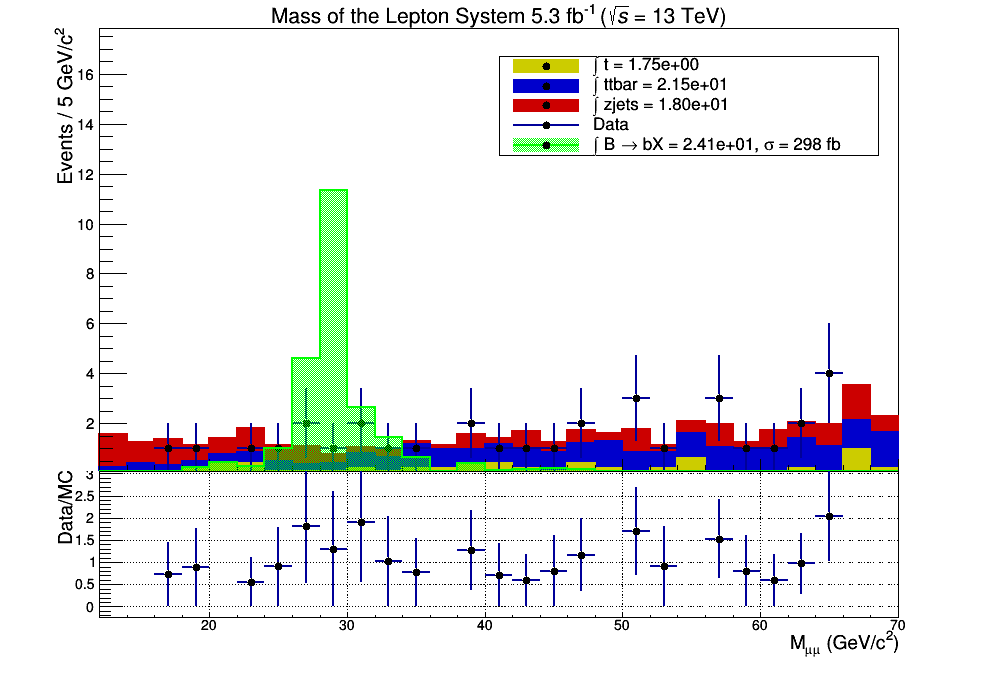 Mass of the Lepton System 5.3 fb⁻¹ (√s = 13 TeV)
Events / 5 GeV/c²
16
14
12
10
8
6
4
2
∫ t = 1.75e+00
∫ ttbar = 2.15e+01
∫ zjets = 1.80e+01
Data
∫ B → bX = 2.41e+01, σ = 298 fb
Data/MC
3
2.5
2
1.5
1
0.5
0
20 30 40 50 60 70
M_μμ (GeV/c²)